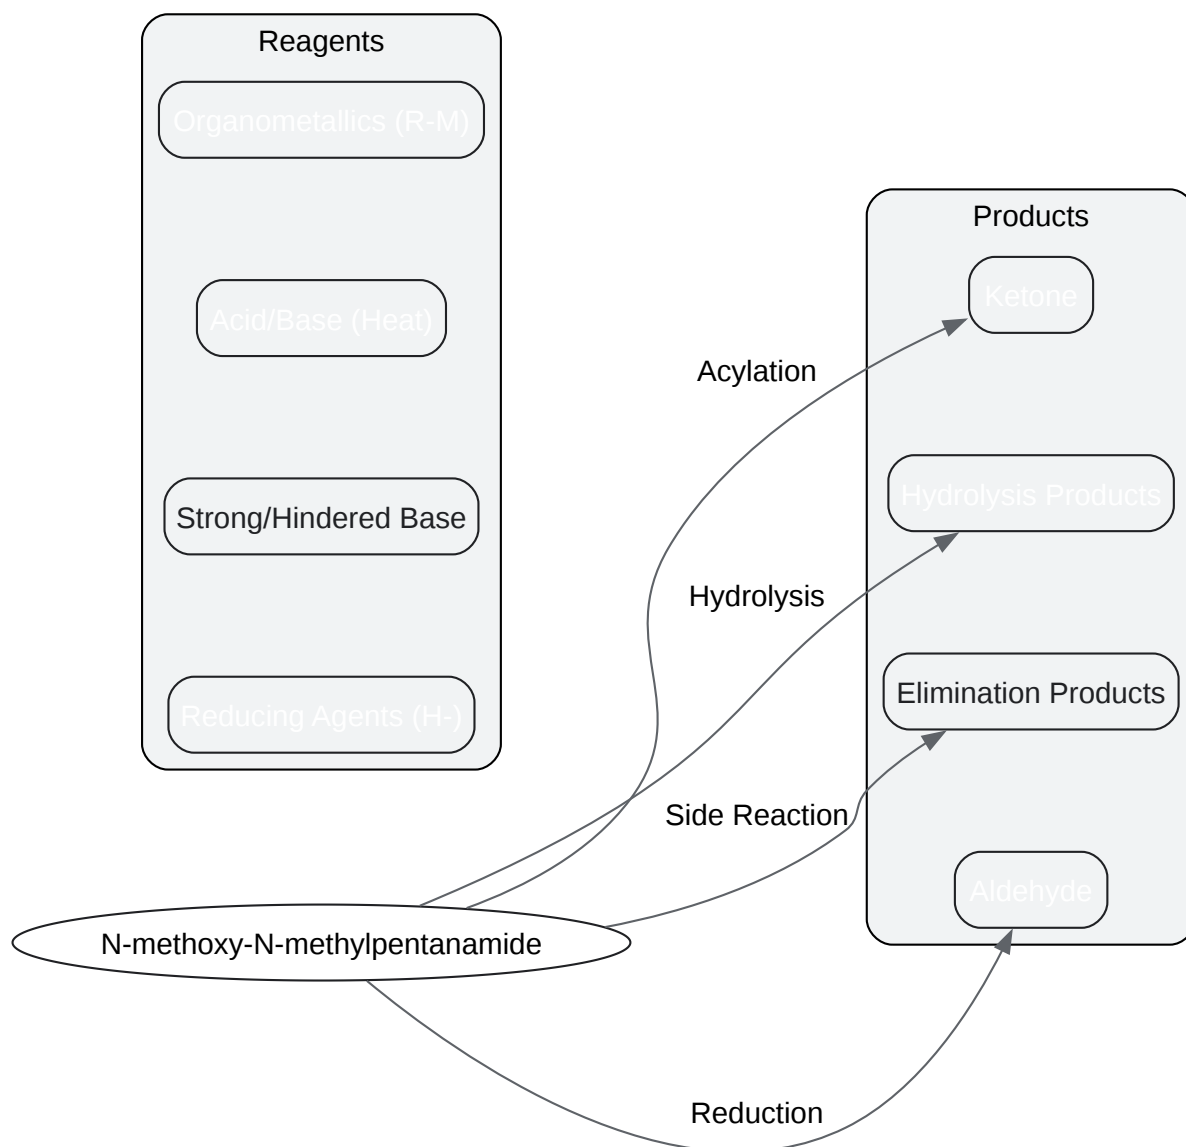 Reagents
Organometallics (R-M)
Acid/Base (Heat)
Strong/Hindered Base
Reducing Agents (H-)
Products
Ketone
Hydrolysis Products
Elimination Products
Aldehyde
Acylation
Hydrolysis
Side Reaction
N-methoxy-N-methylpentanamide
Reduction